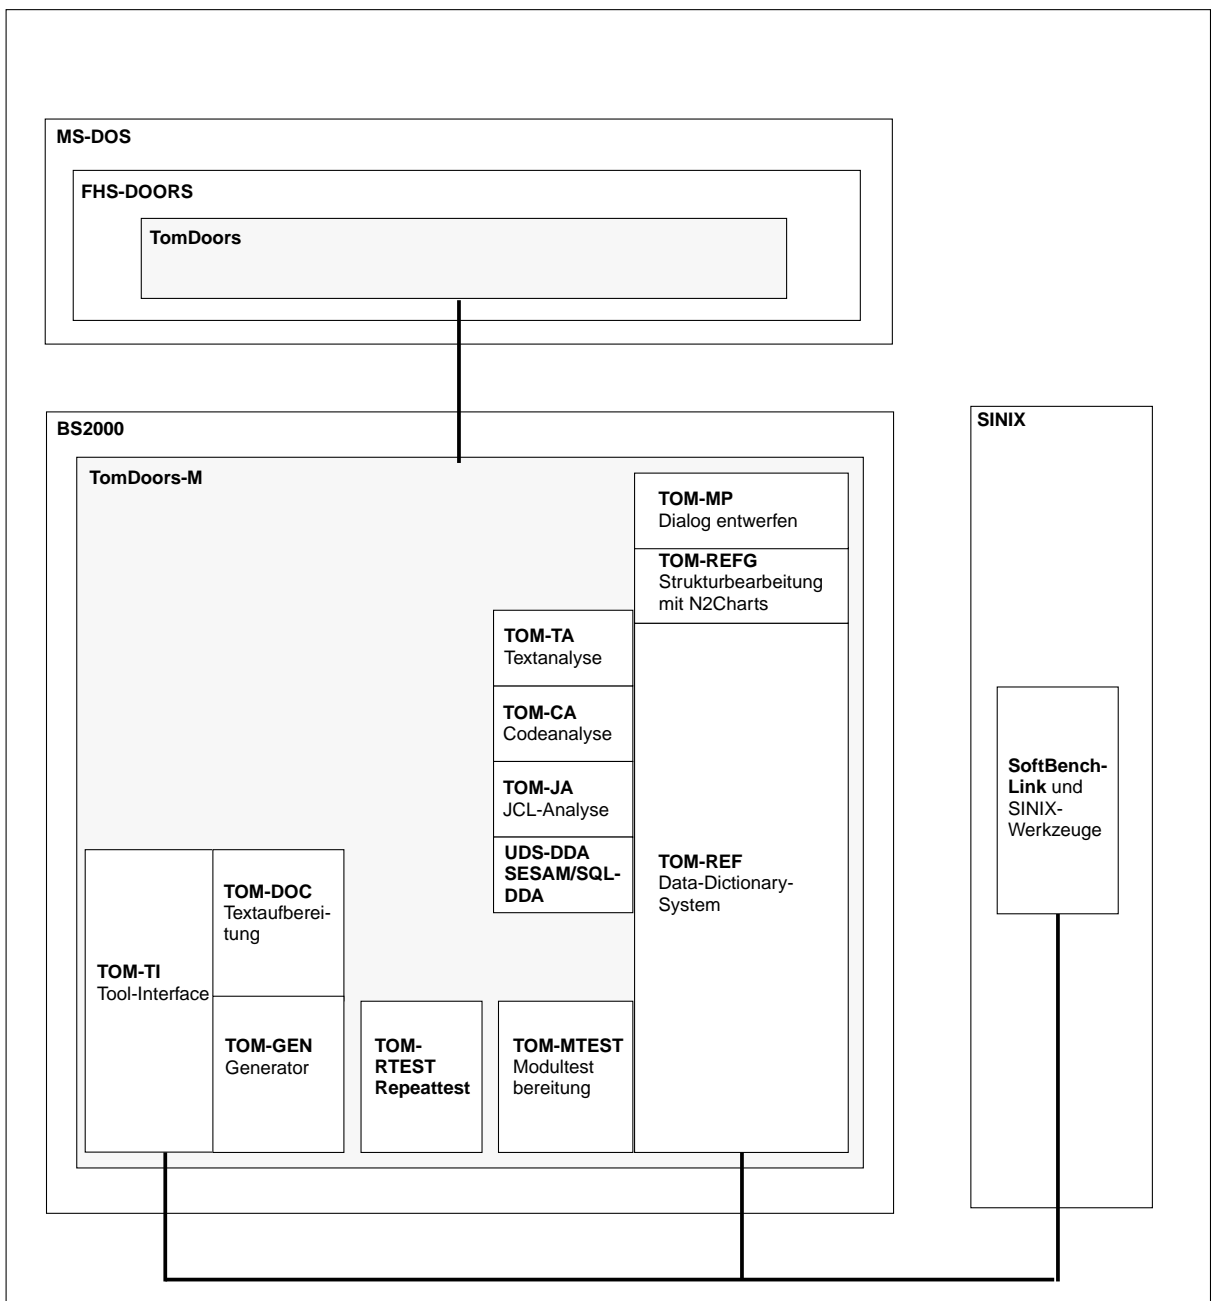 MS-DOS
FHS-DOORS
TomDoors
BS2000
TomDoors-M
TOM-MP
Dialog entwerfen
TOM-REFG
Strukturbearbeitung
mit N2Charts
TOM-TA
Textanalyse
TOM-CA
Codeanalyse
TOM-JA
JCL-Analyse
UDS-DDA
SESAM/SQL-
DDA
TOM-REF
Data-Dictionary-
System
TOM-DOC
Textaufberei-
tung
TOM-TI
Tool-Interface
TOM-GEN
Generator
TOM-
RTEST
Repeattest
TOM-MTEST
Modultest
bereitung
SINIX
SoftBench-
Link und
SINIX-
Werkzeuge